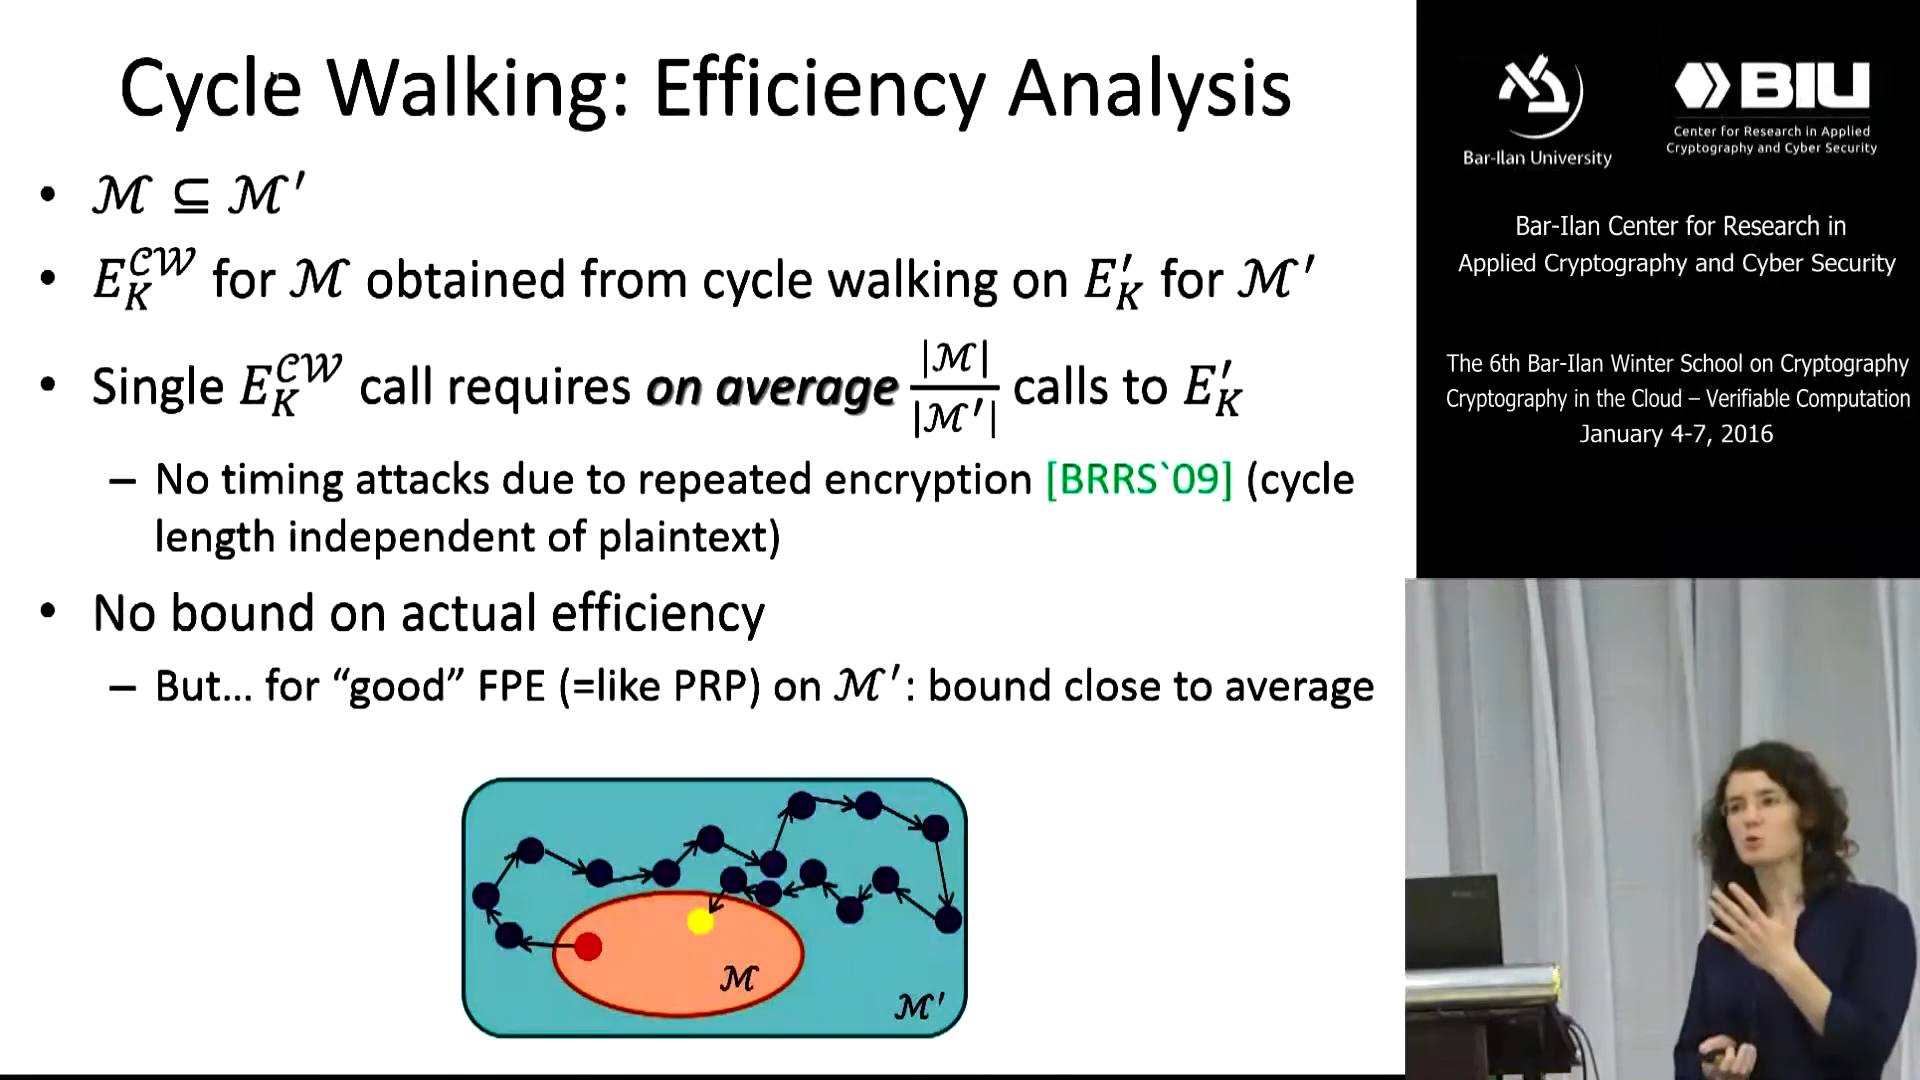 Cycle Walking: Efficiency Analysis
• ℳ ⊆ ℳ′
• E_K^{𝒞𝒲} for ℳ obtained from cycle walking on E′_K for ℳ′
• Single E_K^{𝒞𝒲} call requires on average |ℳ|/|ℳ′| calls to E′_K
– No timing attacks due to repeated encryption [BRRS`09] (cycle
length independent of plaintext)
• No bound on actual efficiency
– But... for “good” FPE (=like PRP) on ℳ′: bound close to average
ℳ
ℳ′
Bar-Ilan University
BIU
Center for Research in Applied
Cryptography and Cyber Security
Bar-Ilan Center for Research in
Applied Cryptography and Cyber Security
The 6th Bar-Ilan Winter School on Cryptography
Cryptography in the Cloud – Verifiable Computation
January 4-7, 2016